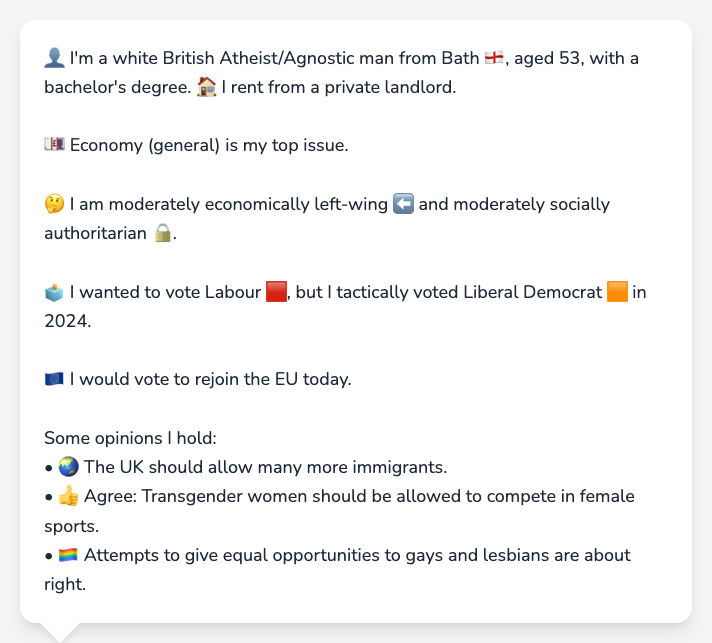 👤 I'm a white British Atheist/Agnostic man from Bath 🏴󠁧󠁢󠁥󠁮󠁧󠁿, aged 53, with a
bachelor's degree. 🏠 I rent from a private landlord.
💷 Economy (general) is my top issue.
🤔 I am moderately economically left-wing ⬅️ and moderately socially
authoritarian 🔒.
🗳️ I wanted to vote Labour 🟥, but I tactically voted Liberal Democrat 🟧 in
2024.
🇪🇺 I would vote to rejoin the EU today.
Some opinions I hold:
• 🌏 The UK should allow many more immigrants.
• 👍 Agree: Transgender women should be allowed to compete in female
sports.
• 🏳️‍🌈 Attempts to give equal opportunities to gays and lesbians are about
right.